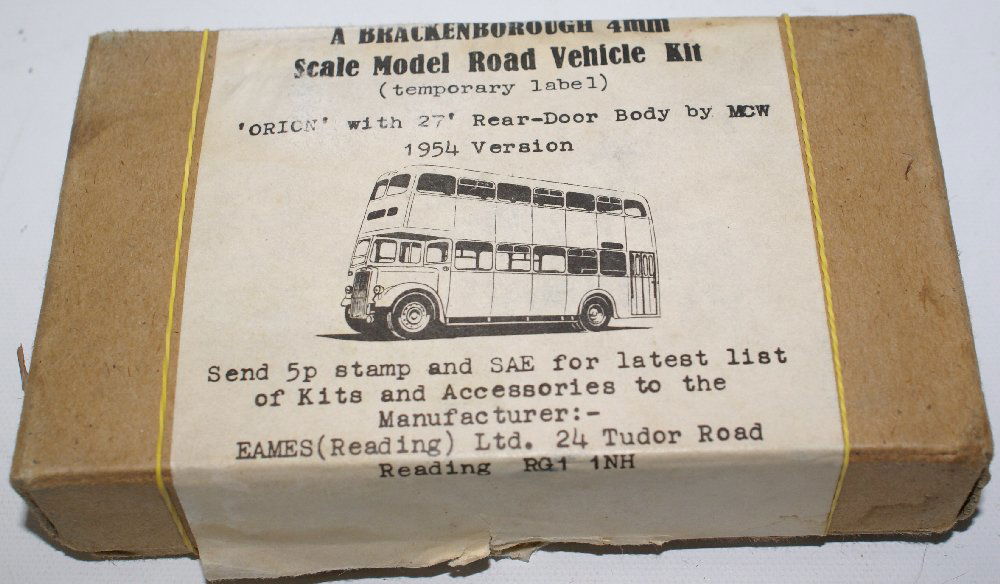 A BRACKENBOROUGH 4mm
Scale Model Road Vehicle Kit
(temporary label)
'ORION' with 27' Rear-Door Body by MCW
1954 Version
Send 5p stamp and SAE for latest list
of Kits and Accessories to the
Manufacturer:-
EAMES(Reading) Ltd. 24 Tudor Road
Reading RG1 1NH